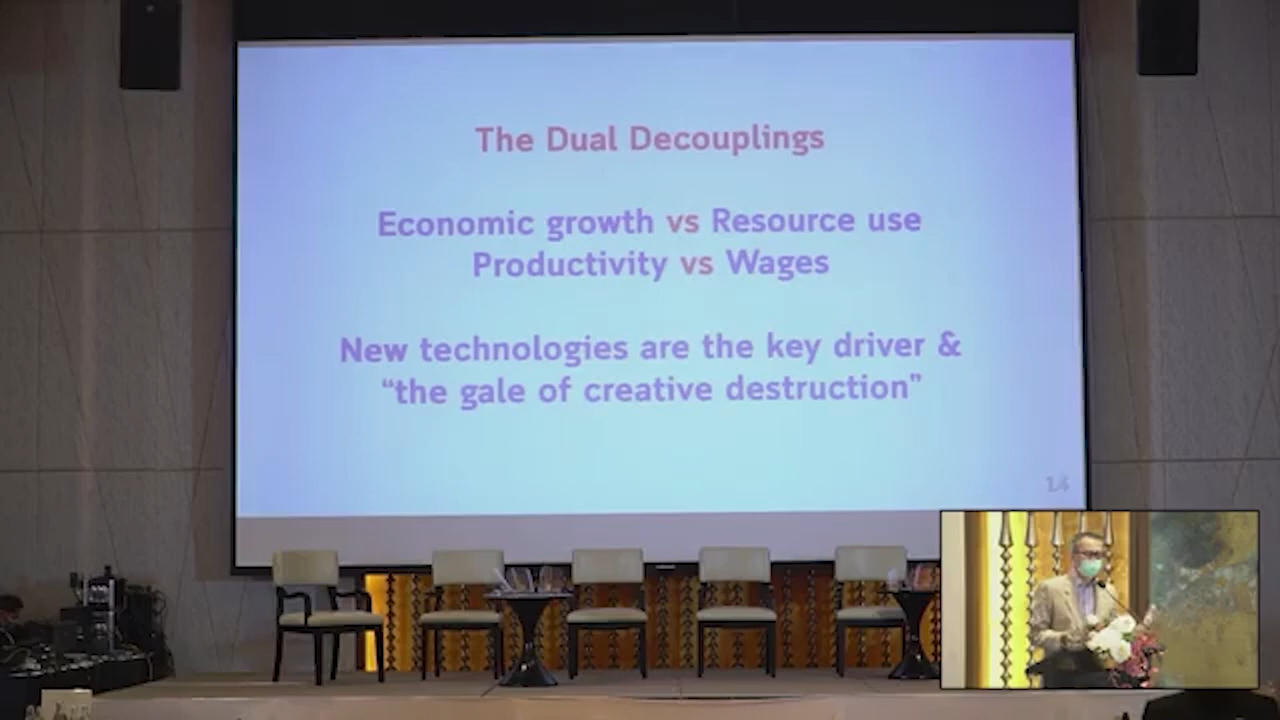 The Dual Decouplings
Economic growth vs Resource use
Productivity vs Wages
New technologies are the key driver &
“the gale of creative destruction”
14